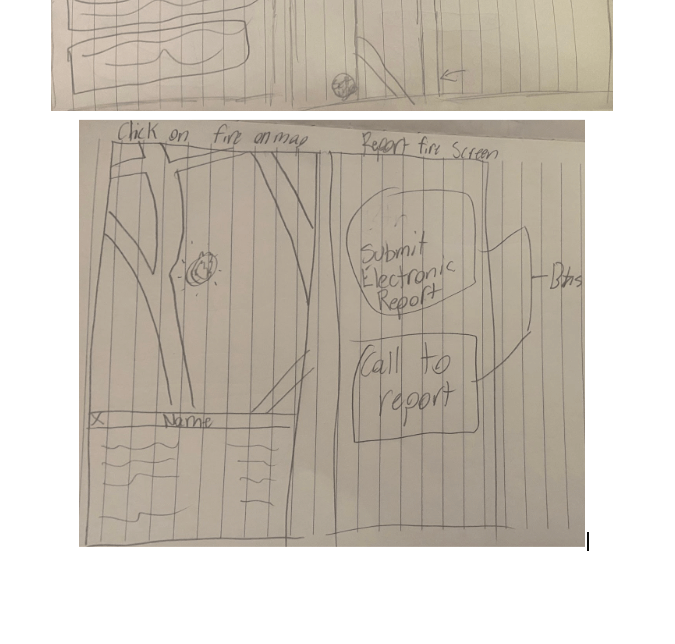 Click on fire on map
Report fire Screen
Submit
Electronic
Report
Btns
Call to
report
X Name